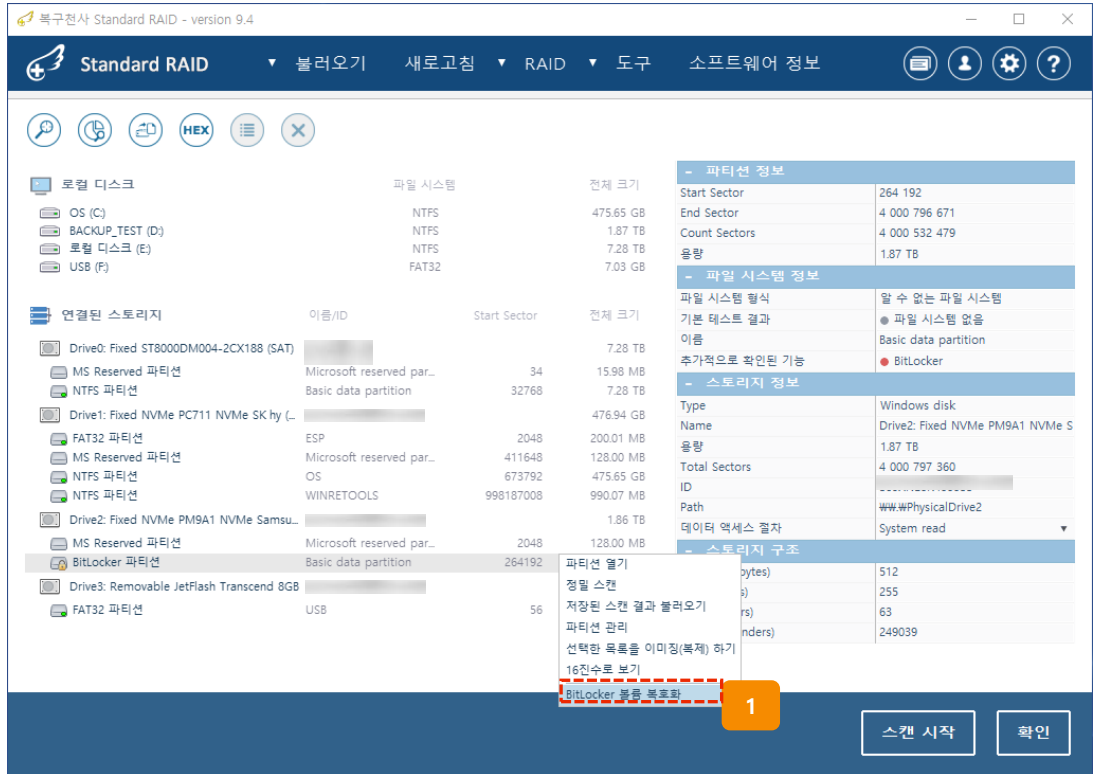 복구천사 Standard RAID - version 9.4
Standard RAID ▼ 불러오기 새로고침 ▼ RAID ▼ 도구 소프트웨어 정보
HEX
로컬 디스크 파일 시스템 전체 크기
OS (C:) NTFS 475.65 GB
BACKUP_TEST (D:) NTFS 1.87 TB
로컬 디스크 (E:) NTFS 7.28 TB
USB (F:) FAT32 7.03 GB
연결된 스토리지 이름/ID Start Sector 전체 크기
Drive0: Fixed ST8000DM004-2CX188 (SAT) 7.28 TB
MS Reserved 파티션 Microsoft reserved par... 34 15.98 MB
NTFS 파티션 Basic data partition 32768 7.28 TB
Drive1: Fixed NVMe PC711 NVMe SK hy (... 476.94 GB
FAT32 파티션 ESP 2048 200.01 MB
MS Reserved 파티션 Microsoft reserved par... 411648 128.00 MB
NTFS 파티션 OS 673792 475.65 GB
NTFS 파티션 WINRETOOLS 998187008 990.07 MB
Drive2: Fixed NVMe PM9A1 NVMe Samsu... 1.86 TB
MS Reserved 파티션 Microsoft reserved par... 2048 128.00 MB
BitLocker 파티션 Basic data partition 264192
Drive3: Removable JetFlash Transcend 8GB
FAT32 파티션 USB 56
파티션 열기
정밀 스캔
저장된 스캔 결과 불러오기
파티션 관리
선택한 목록을 이미징(복제) 하기
16진수로 보기
BitLocker 볼륨 복호화
1
– 파티션 정보
Start Sector 264 192
End Sector 4 000 796 671
Count Sectors 4 000 532 479
용량 1.87 TB
– 파일 시스템 정보
파일 시스템 형식 알 수 없는 파일 시스템
기본 테스트 결과 파일 시스템 없음
이름 Basic data partition
추가적으로 확인된 기능 BitLocker
– 스토리지 정보
Type Windows disk
Name Drive2: Fixed NVMe PM9A1 NVMe S
용량 1.87 TB
Total Sectors 4 000 797 360
ID
Path ₩₩.₩PhysicalDrive2
데이터 액세스 절차 System read ▼
– 스토리지 구조
bytes) 512
s) 255
rs) 63
nders) 249039
스캔 시작 확인